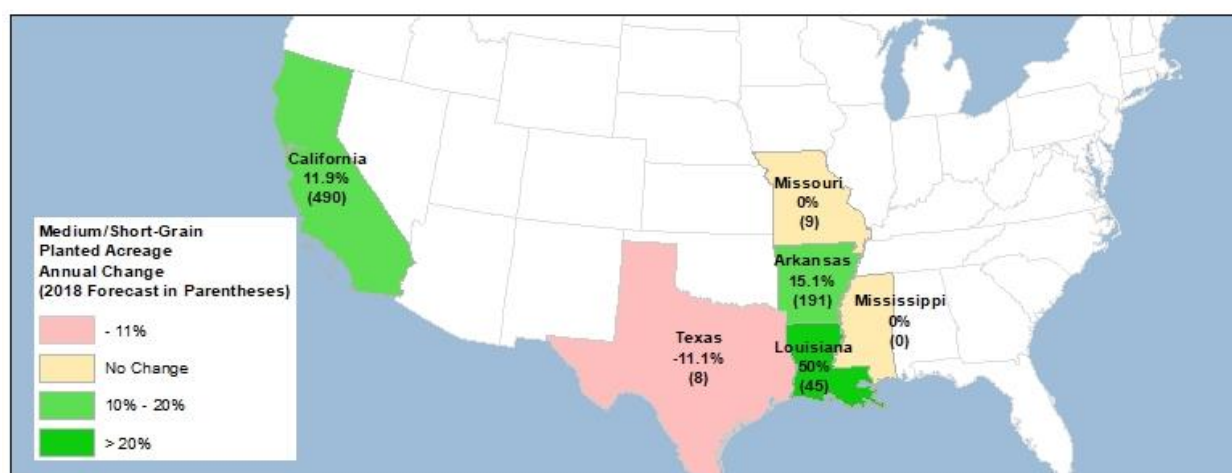 California
11.9%
(490)
Missouri
0%
(9)
Arkansas
15.1%
(191)
Mississippi
0%
(0)
Texas
-11.1%
(8)
Louisiana
50%
(45)
Medium/Short-Grain
Planted Acreage
Annual Change
(2018 Forecast in Parentheses)
- 11%
No Change
10% - 20%
> 20%